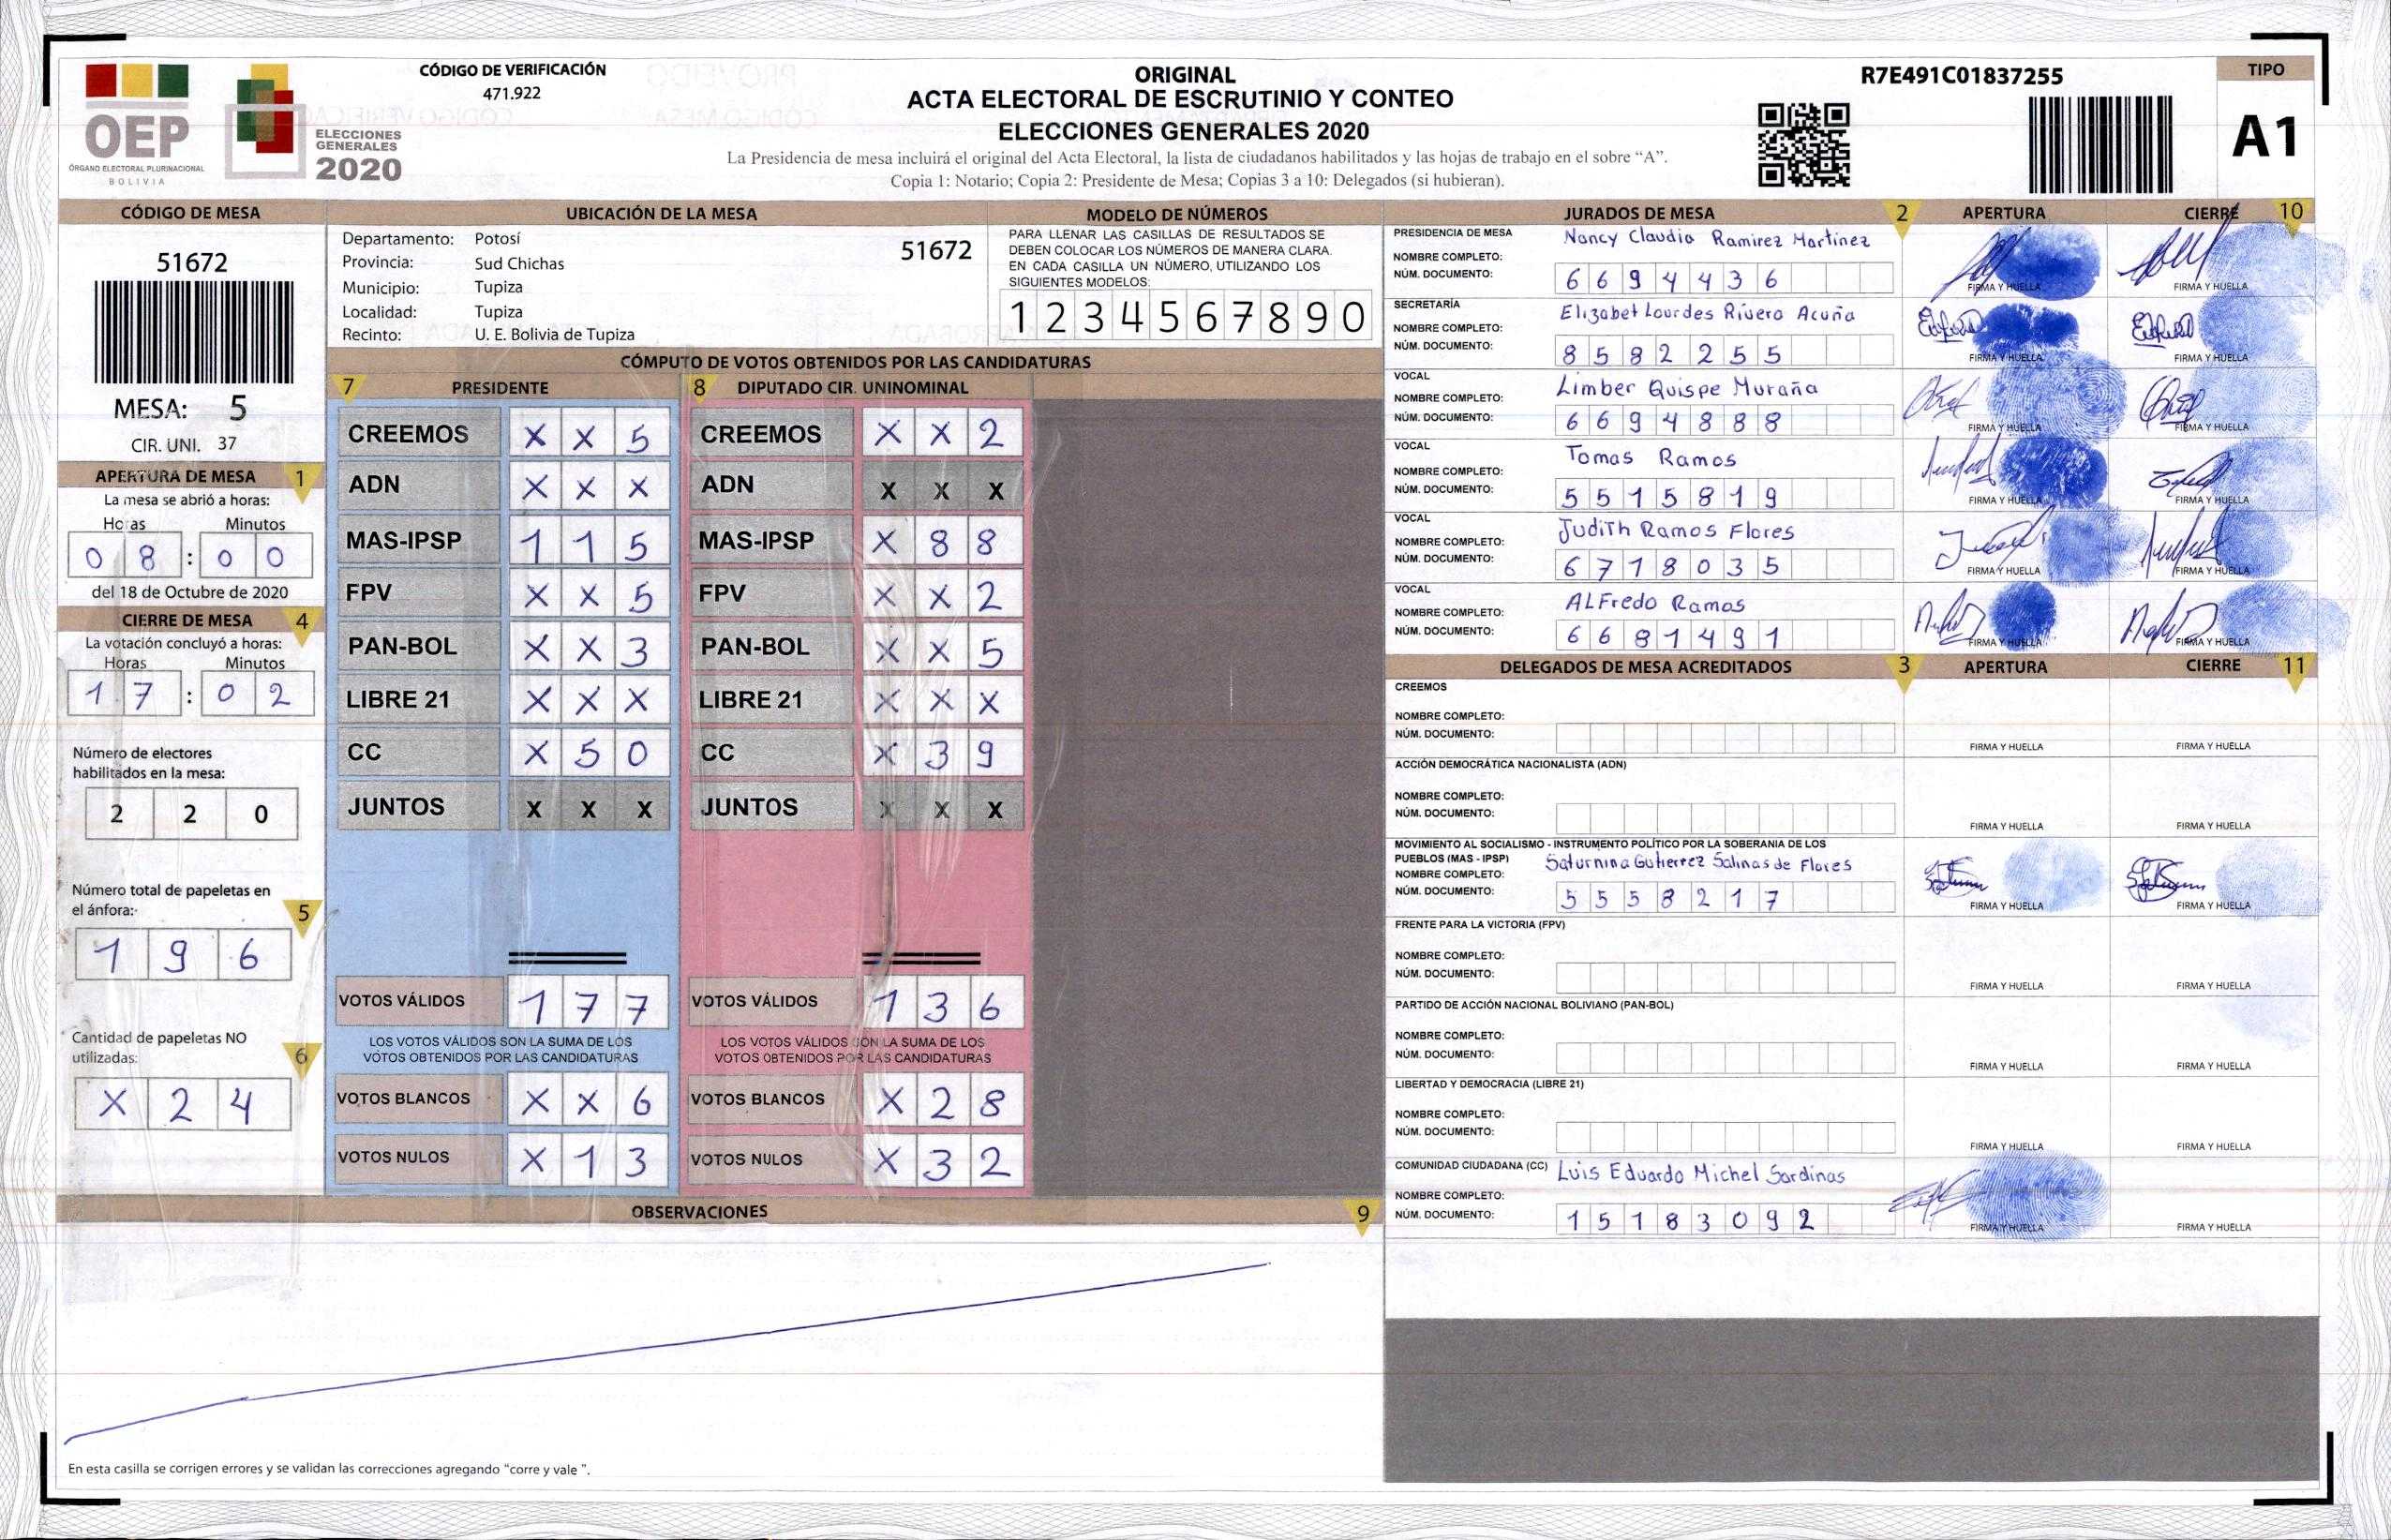 CÓDIGO DE VERIFICACIÓN
471.922
OEP
ÓRGANO ELECTORAL PLURINACIONAL
BOLIVIA
ELECCIONES
GENERALES
2020
ORIGINAL
ACTA ELECTORAL DE ESCRUTINIO Y CONTEO
ELECCIONES GENERALES 2020
La Presidencia de mesa incluirá el original del Acta Electoral, la lista de ciudadanos habilitados y las hojas de trabajo en el sobre “A”.
Copia 1: Notario; Copia 2: Presidente de Mesa; Copias 3 a 10: Delegados (si hubieran).
R7E491C01837255
TIPO
A1
CÓDIGO DE MESA
51672
MESA: 5
CIR. UNI. 37
APERTURA DE MESA 1
La mesa se abrió a horas:
Horas Minutos
0 8 : 0 0
del 18 de Octubre de 2020
CIERRE DE MESA 4
La votación concluyó a horas:
Horas Minutos
1 7 : 0 2
Número de electores
habilitados en la mesa:
2 2 0
Número total de papeletas en
el ánfora: 5
1 9 6
Cantidad de papeletas NO
utilizadas: 6
X 2 4
UBICACIÓN DE LA MESA
Departamento: Potosí 51672
Provincia: Sud Chichas
Municipio: Tupiza
Localidad: Tupiza
Recinto: U. E. Bolivia de Tupiza
MODELO DE NÚMEROS
PARA LLENAR LAS CASILLAS DE RESULTADOS SE
DEBEN COLOCAR LOS NÚMEROS DE MANERA CLARA.
EN CADA CASILLA UN NÚMERO, UTILIZANDO LOS
SIGUIENTES MODELOS:
1 2 3 4 5 6 7 8 9 0
CÓMPUTO DE VOTOS OBTENIDOS POR LAS CANDIDATURAS
7 PRESIDENTE
CREEMOS X X 5
ADN X X X
MAS-IPSP 1 1 5
FPV X X 5
PAN-BOL X X 3
LIBRE 21 X X X
CC X 5 0
JUNTOS X X X
VOTOS VÁLIDOS 1 7 7
LOS VOTOS VÁLIDOS SON LA SUMA DE LOS
VOTOS OBTENIDOS POR LAS CANDIDATURAS
VOTOS BLANCOS X X 6
VOTOS NULOS X 1 3
8 DIPUTADO CIR. UNINOMINAL
CREEMOS X X 2
ADN X X X
MAS-IPSP X 8 8
FPV X X 2
PAN-BOL X X 5
LIBRE 21 X X X
CC X 3 9
JUNTOS X X X
VOTOS VÁLIDOS 1 3 6
LOS VOTOS VÁLIDOS SON LA SUMA DE LOS
VOTOS OBTENIDOS POR LAS CANDIDATURAS
VOTOS BLANCOS X 2 8
VOTOS NULOS X 3 2
OBSERVACIONES 9
En esta casilla se corrigen errores y se validan las correcciones agregando “corre y vale ”.
JURADOS DE MESA 2 APERTURA CIERRE 10
PRESIDENCIA DE MESA Nancy Claudia Ramirez Martinez
NOMBRE COMPLETO:
NÚM. DOCUMENTO: 6 6 9 4 4 3 6
FIRMA Y HUELLA FIRMA Y HUELLA
SECRETARÍA Elizabet Lourdes Rivera Acuña
NOMBRE COMPLETO:
NÚM. DOCUMENTO: 8 5 8 2 2 5 5
FIRMA Y HUELLA FIRMA Y HUELLA
VOCAL Limber Quispe Muraña
NOMBRE COMPLETO:
NÚM. DOCUMENTO: 6 6 9 4 8 8 8
FIRMA Y HUELLA FIRMA Y HUELLA
VOCAL Tomas Ramos
NOMBRE COMPLETO:
NÚM. DOCUMENTO: 5 5 1 5 8 1 9
FIRMA Y HUELLA FIRMA Y HUELLA
VOCAL Judith Ramos Flores
NOMBRE COMPLETO:
NÚM. DOCUMENTO: 6 7 1 8 0 3 5
FIRMA Y HUELLA FIRMA Y HUELLA
VOCAL ALFredo Ramos
NOMBRE COMPLETO:
NÚM. DOCUMENTO: 6 6 8 1 4 9 1
FIRMA Y HUELLA FIRMA Y HUELLA
DELEGADOS DE MESA ACREDITADOS 3 APERTURA CIERRE 11
CREEMOS
NOMBRE COMPLETO:
NÚM. DOCUMENTO:
FIRMA Y HUELLA FIRMA Y HUELLA
ACCIÓN DEMOCRÁTICA NACIONALISTA (ADN)
NOMBRE COMPLETO:
NÚM. DOCUMENTO:
FIRMA Y HUELLA FIRMA Y HUELLA
MOVIMIENTO AL SOCIALISMO - INSTRUMENTO POLÍTICO POR LA SOBERANIA DE LOS
PUEBLOS (MAS - IPSP) Saturnina Gutierrez Salinas de Flores
NOMBRE COMPLETO:
NÚM. DOCUMENTO: 5 5 5 8 2 1 7
FIRMA Y HUELLA FIRMA Y HUELLA
FRENTE PARA LA VICTORIA (FPV)
NOMBRE COMPLETO:
NÚM. DOCUMENTO:
FIRMA Y HUELLA FIRMA Y HUELLA
PARTIDO DE ACCIÓN NACIONAL BOLIVIANO (PAN-BOL)
NOMBRE COMPLETO:
NÚM. DOCUMENTO:
FIRMA Y HUELLA FIRMA Y HUELLA
LIBERTAD Y DEMOCRACIA (LIBRE 21)
NOMBRE COMPLETO:
NÚM. DOCUMENTO:
FIRMA Y HUELLA FIRMA Y HUELLA
COMUNIDAD CIUDADANA (CC) Luis Eduardo Michel Sardinas
NOMBRE COMPLETO:
NÚM. DOCUMENTO: 1 5 1 8 3 0 9 2
FIRMA Y HUELLA FIRMA Y HUELLA